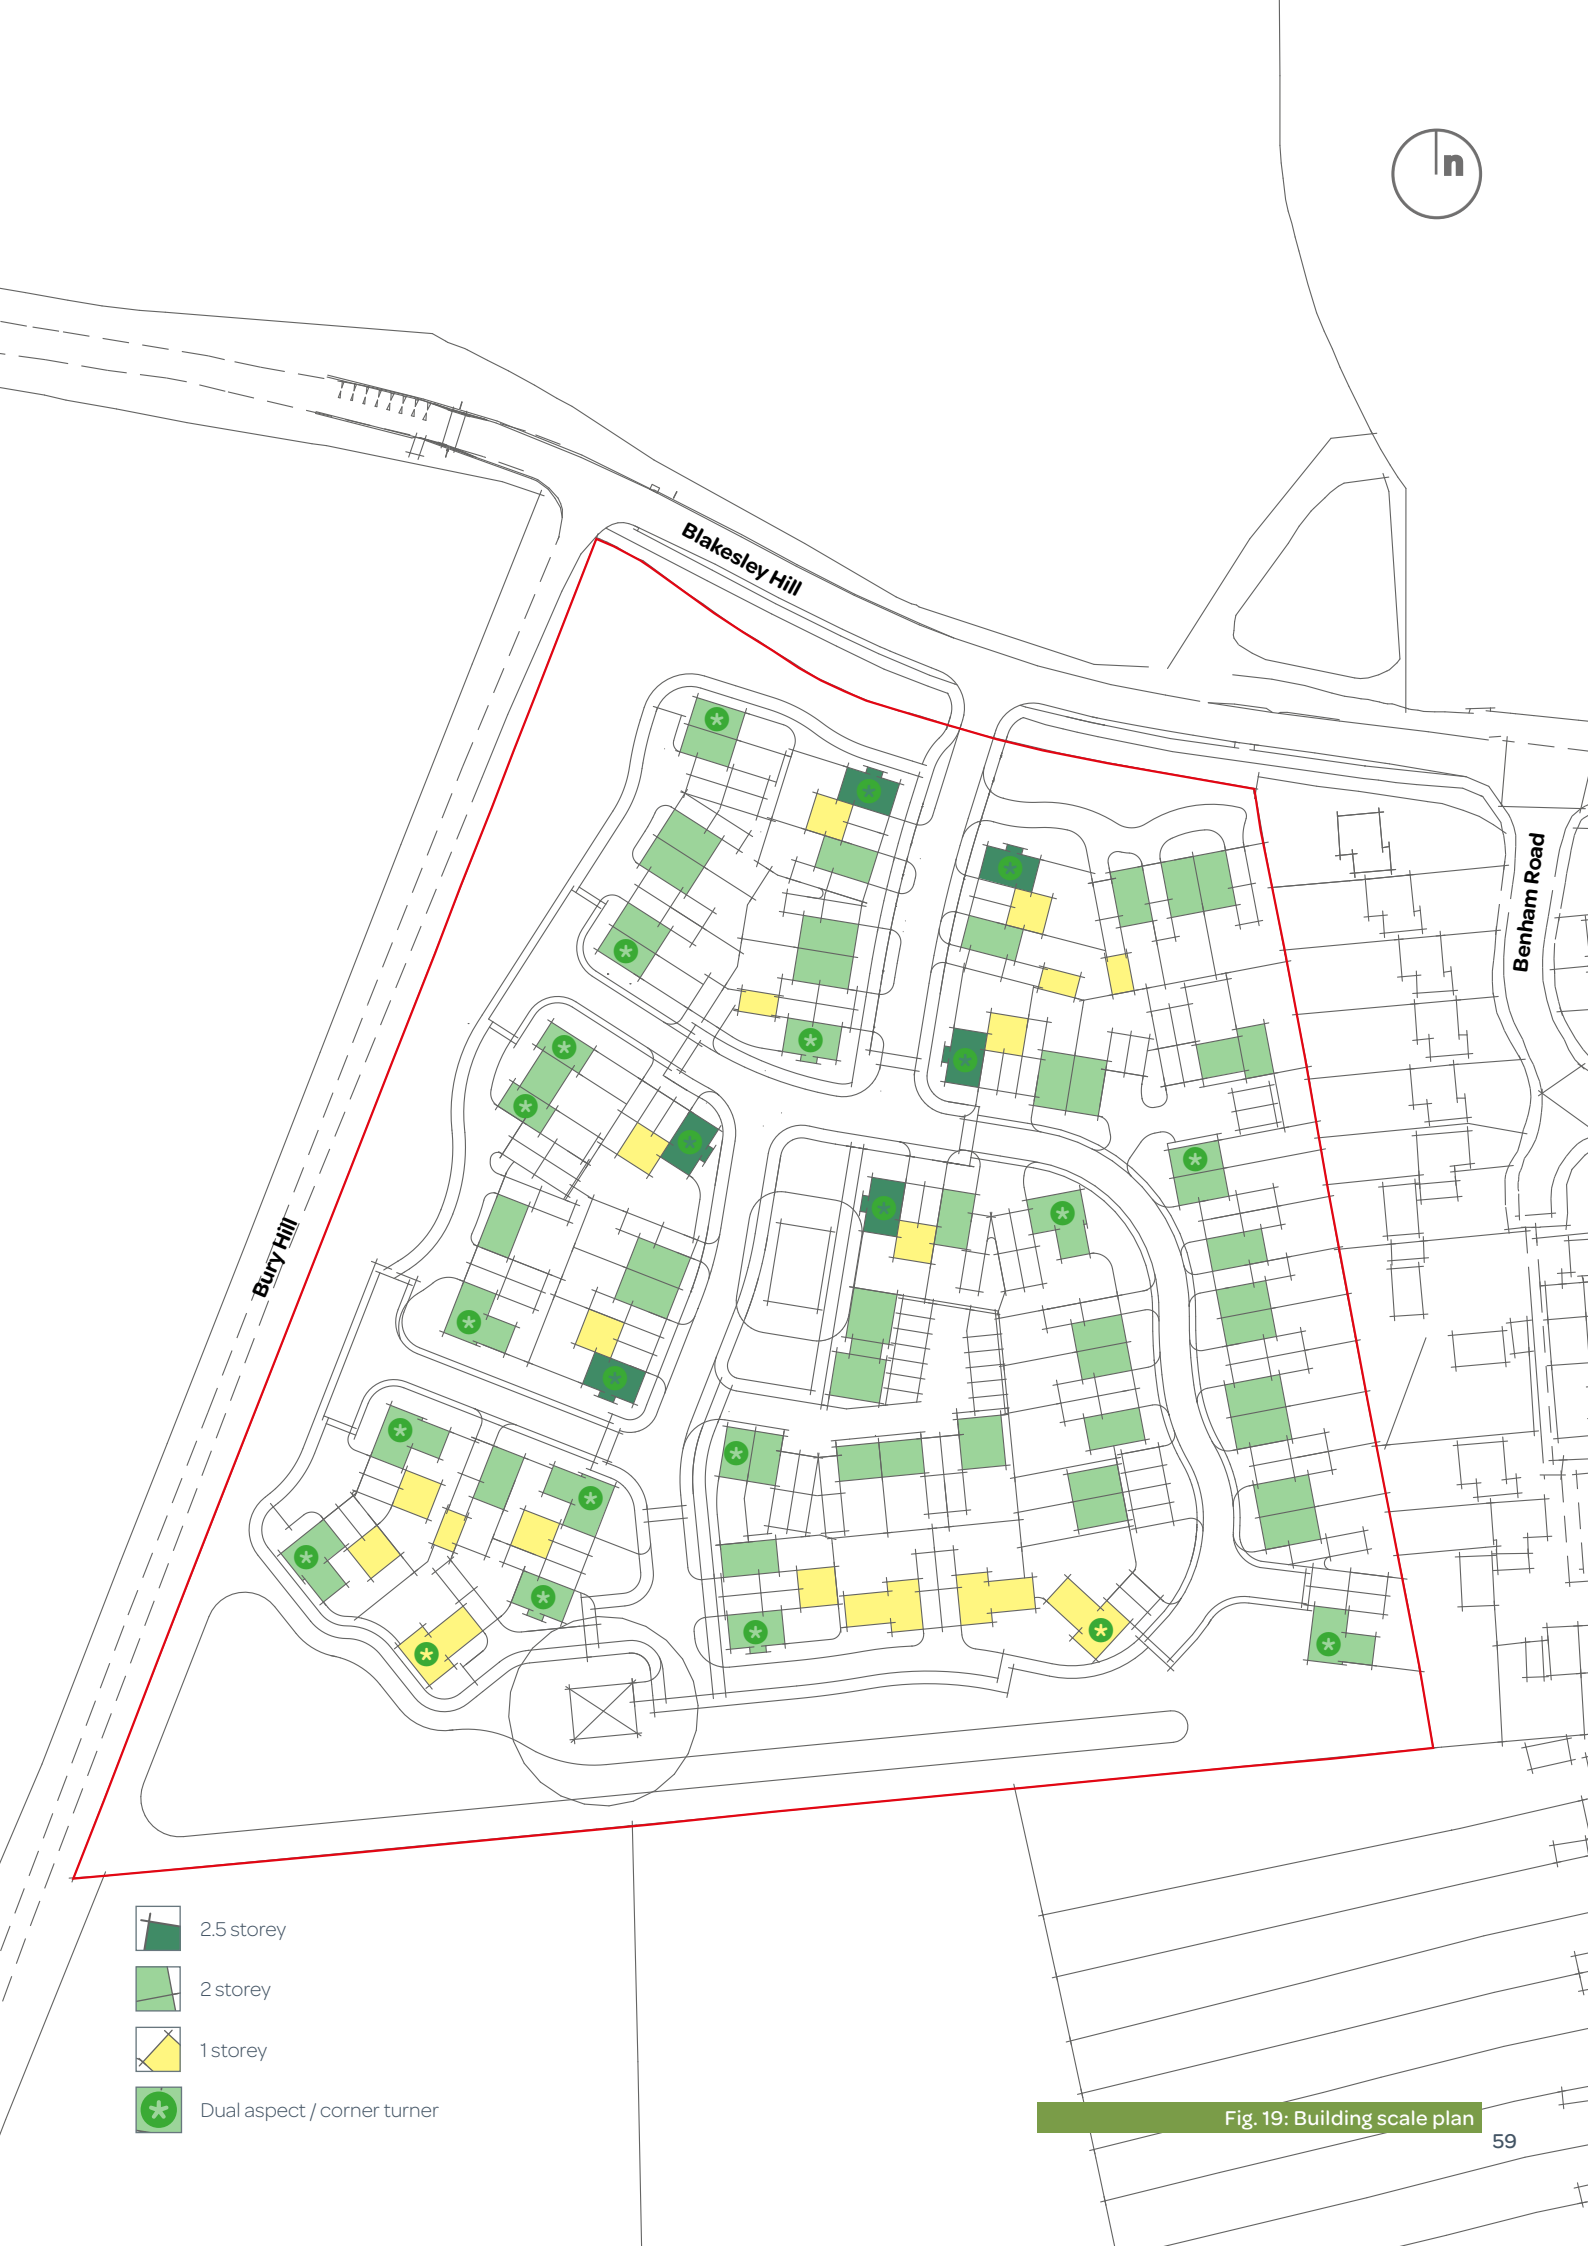 n
Blakesley Hill
Benham Road
Bury Hill
2.5 storey
2 storey
1 storey
Dual aspect / corner turner
Fig. 19: Building scale plan
59